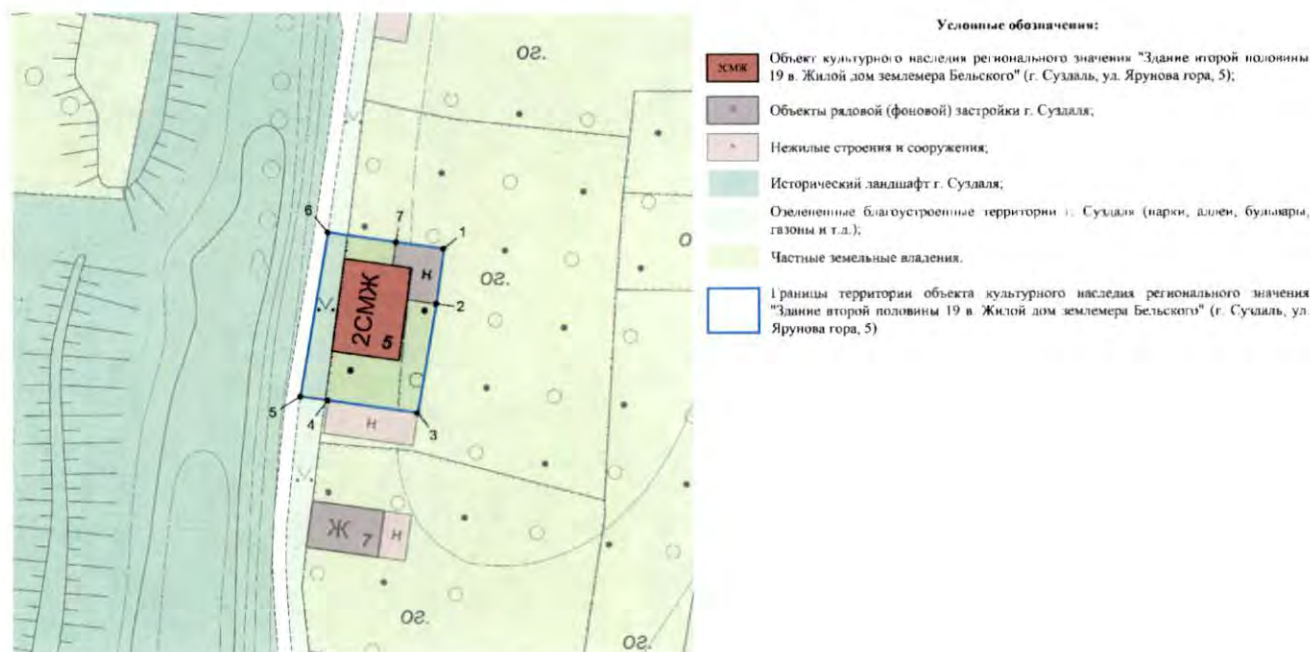 Условные обозначения:
2СМЖ
Объект культурного наследия регионального значения "Здание второй половины
19 в. Жилой дом землемера Бельского" (г. Суздаль, ул. Ярунова гора, 5);
н
Объекты рядовой (фоновой) застройки г. Суздаля;
н
Нежилые строения и сооружения;
Исторический ландшафт г. Суздаля;
Озелененные благоустроенные территории г. Суздаля (парки, аллеи, бульвары,
газоны и т.д.);
Частные земельные владения.
Границы территории объекта культурного наследия регионального значения
"Здание второй половины 19 в. Жилой дом землемера Бельского" (г. Суздаль, ул.
Ярунова гора, 5)
ог.
6
7
1
о
н
ог.
2
2СМЖ
5
5
4
3
н
Ж 7
н
ог.
ог.